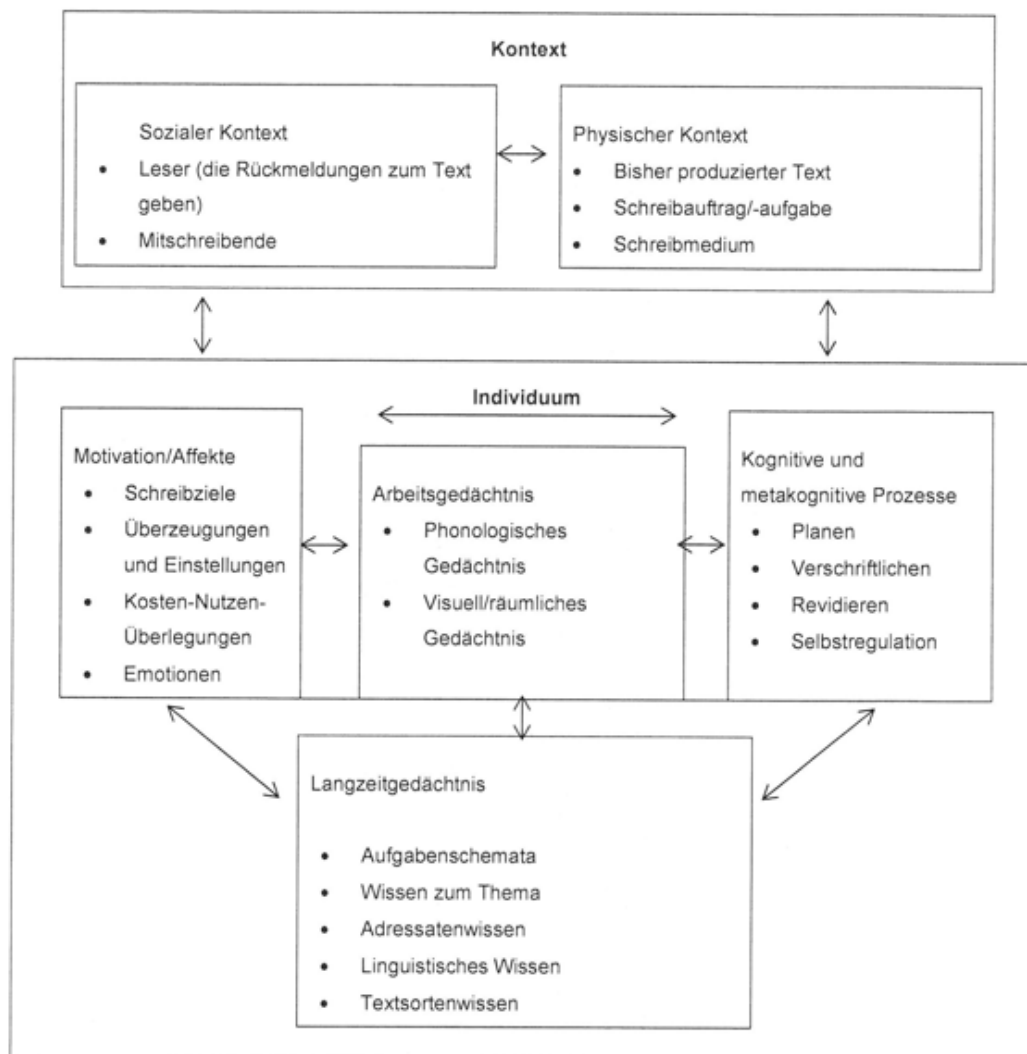 Kontext
Sozialer Kontext
• Leser (die Rückmeldungen zum Text
geben)
• Mitschreibende
Physischer Kontext
• Bisher produzierter Text
• Schreibauftrag/-aufgabe
• Schreibmedium
Individuum
Motivation/Affekte
• Schreibziele
• Überzeugungen
und Einstellungen
• Kosten-Nutzen-
Überlegungen
• Emotionen
Arbeitsgedächtnis
• Phonologisches
Gedächtnis
• Visuell/räumliches
Gedächtnis
Kognitive und
metakognitive Prozesse
• Planen
• Verschriftlichen
• Revidieren
• Selbstregulation
Langzeitgedächtnis
• Aufgabenschemata
• Wissen zum Thema
• Adressatenwissen
• Linguistisches Wissen
• Textsortenwissen